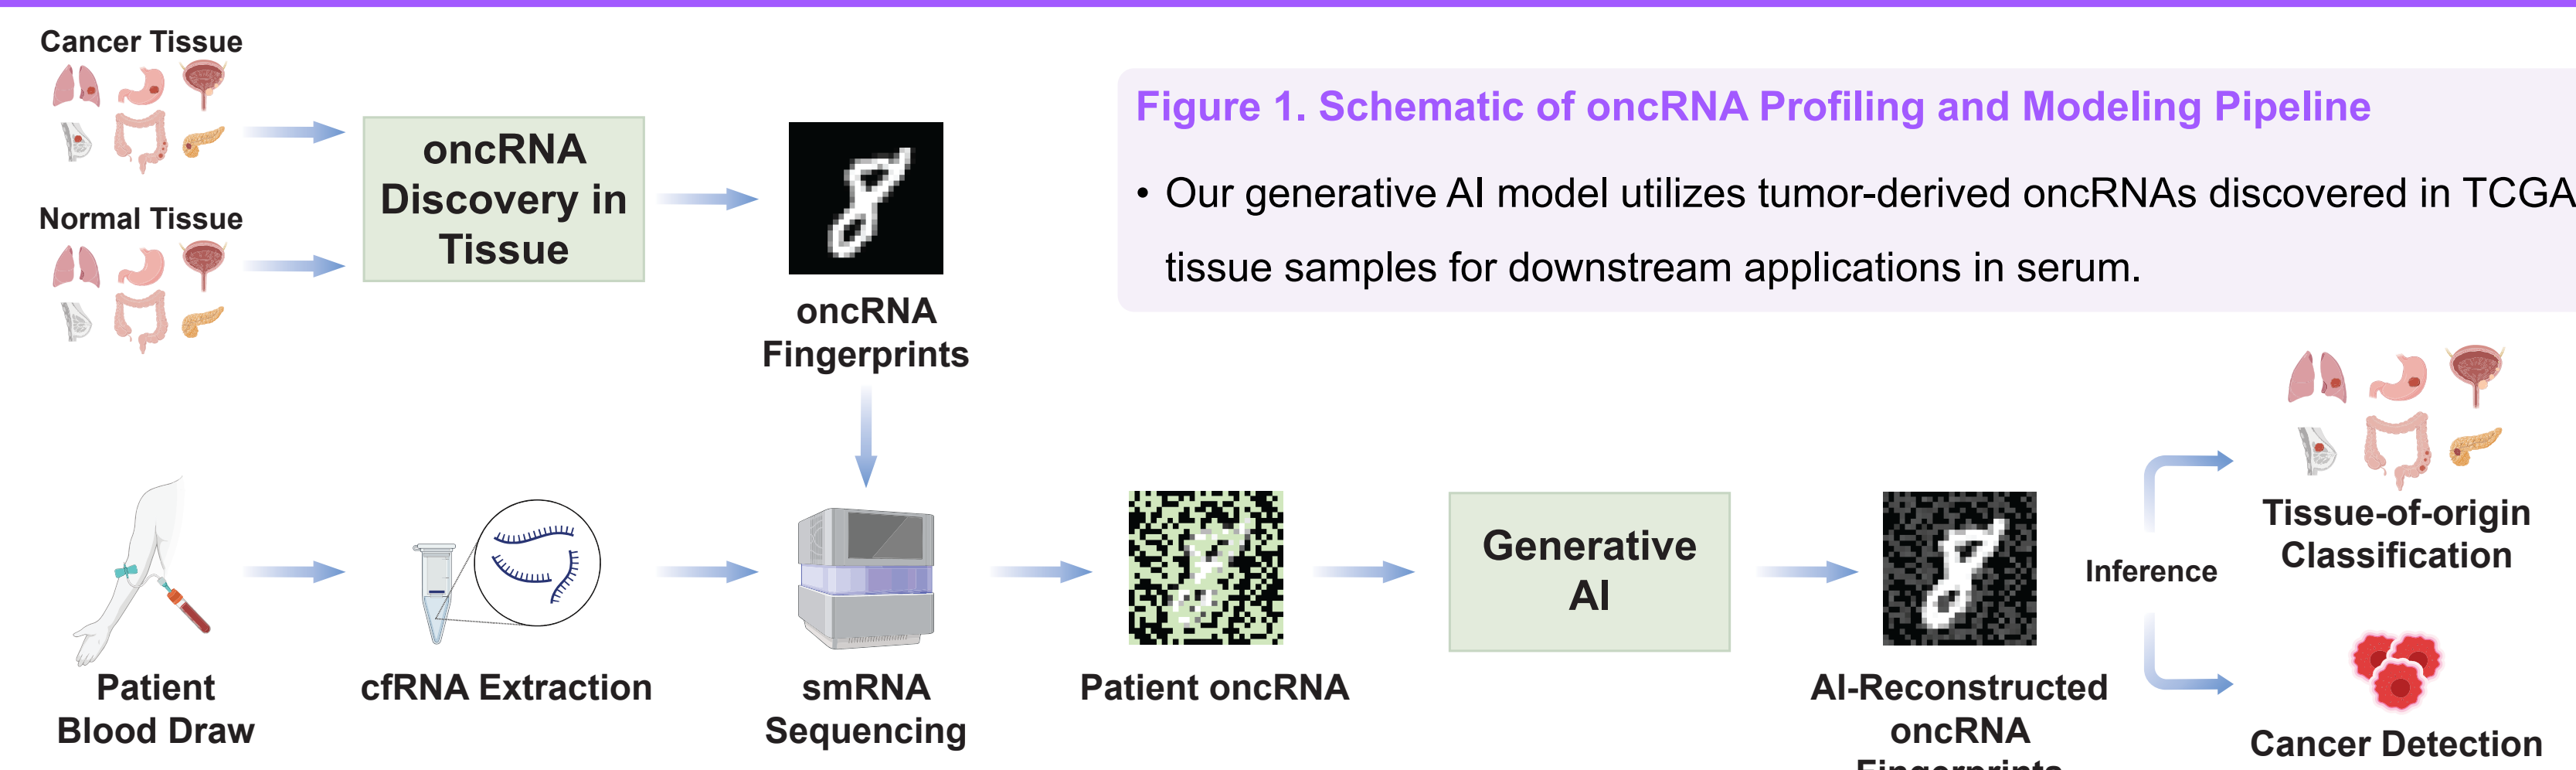 Cancer Tissue
Normal Tissue
oncRNA
Discovery in
Tissue
oncRNA
Fingerprints
Figure 1. Schematic of oncRNA Profiling and Modeling Pipeline
• Our generative AI model utilizes tumor-derived oncRNAs discovered in TCGA
tissue samples for downstream applications in serum.
Patient
Blood Draw
cfRNA Extraction
smRNA
Sequencing
Patient oncRNA
Generative
AI
AI-Reconstructed
oncRNA
Fingerprints
Inference
Tissue-of-origin
Classification
Cancer Detection